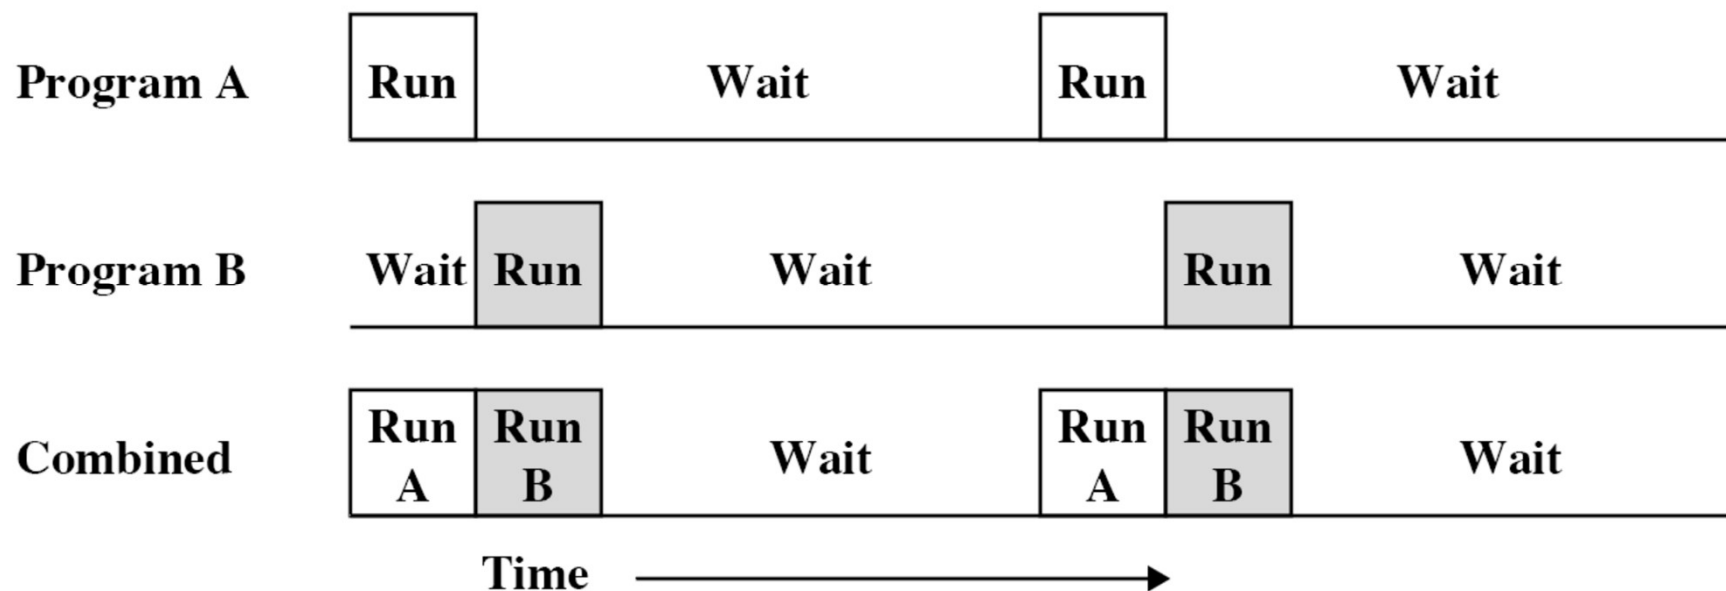 Program A Run Wait Run Wait
Program B Wait Run Wait Run Wait
Combined Run A Run B Wait Run A Run B Wait
Time